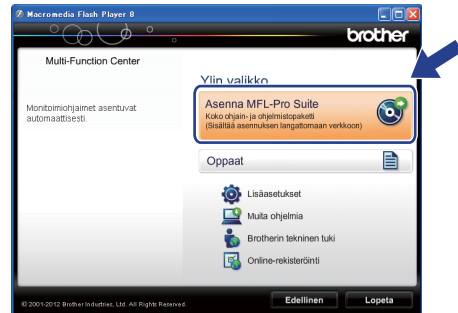 Macromedia Flash Player 8
brother
Multi-Function Center
Ylin valikko
Monitoimiohjaimet asentuvat
automaattisesti.
Asenna MFL-Pro Suite
Koko ohjain- ja ohjelmistopaketti
(Sisältää asennuksen langattomaan verkkoon)
Oppaat
Lisäasetukset
Muita ohjelmia
Brotherin tekninen tuki
Online-rekisteröinti
© 2001-2012 Brother Industries, Ltd. All Rights Reserved.
Edellinen
Lopeta